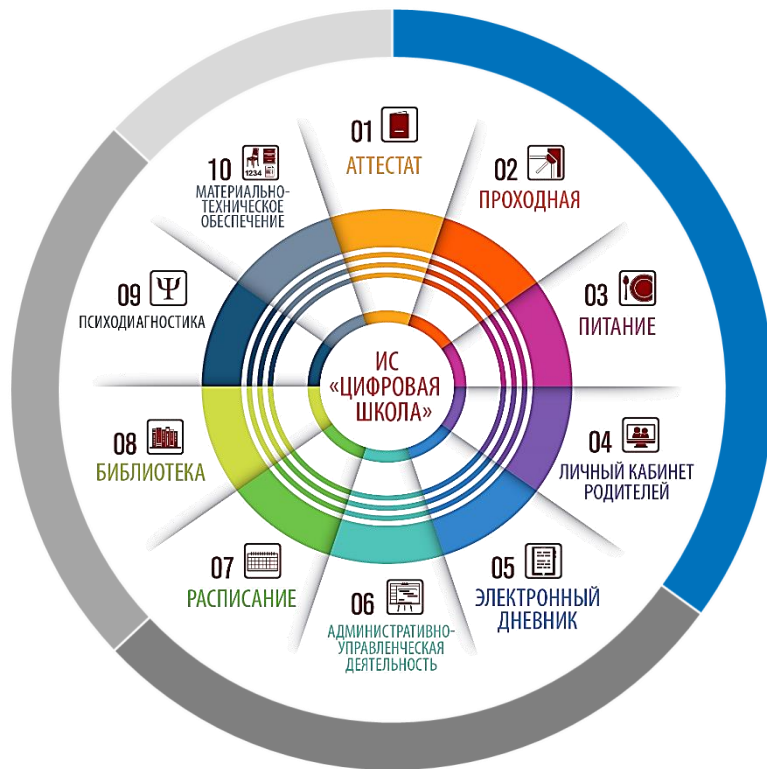 ИС
«ЦИФРОВАЯ
ШКОЛА»
01
АТТЕСТАТ
02
ПРОХОДНАЯ
03
ПИТАНИЕ
04
ЛИЧНЫЙ КАБИНЕТ
РОДИТЕЛЕЙ
05
ЭЛЕКТРОННЫЙ
ДНЕВНИК
06
АДМИНИСТРАТИВНО-
УПРАВЛЕНЧЕСКАЯ
ДЕЯТЕЛЬНОСТЬ
07
РАСПИСАНИЕ
08
БИБЛИОТЕКА
09
Ψ
ПСИХОДИАГНОСТИКА
10
1234
МАТЕРИАЛЬНО-
ТЕХНИЧЕСКОЕ
ОБЕСПЕЧЕНИЕ